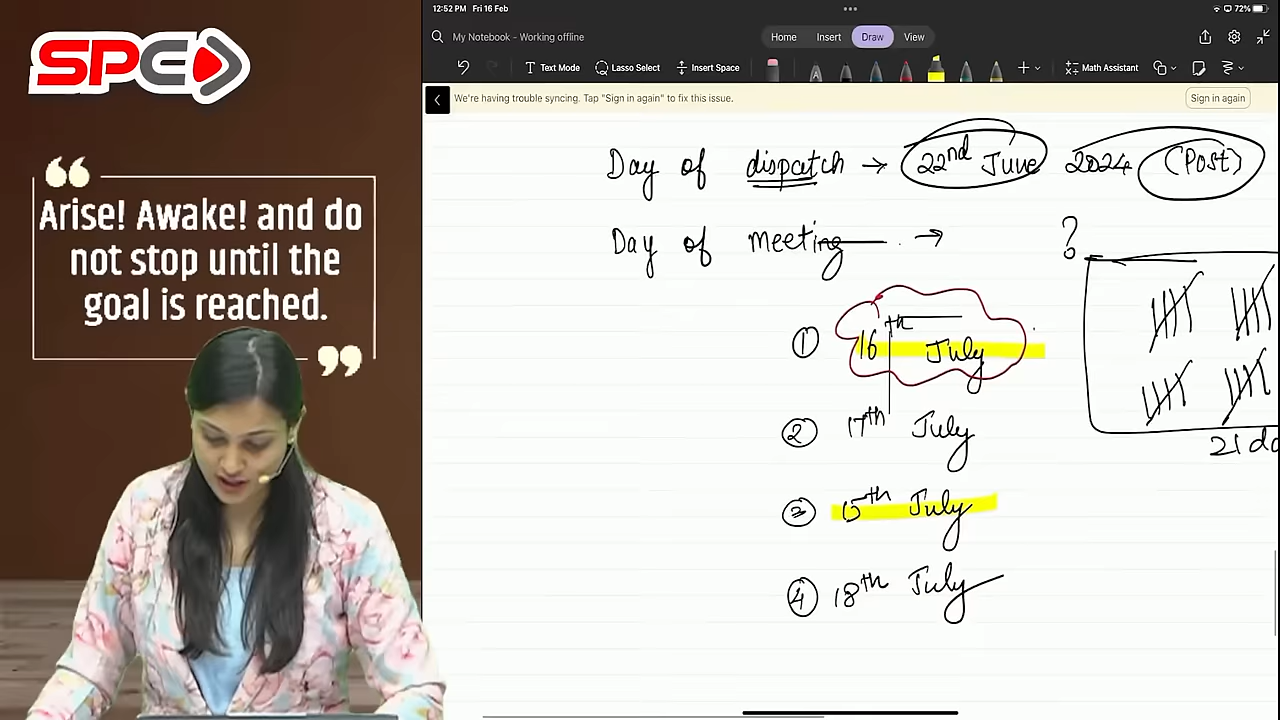 SPC
12:52 PM Fri 16 Feb
72%
My Notebook - Working offline
Home Insert Draw View
Text Mode Lasso Select Insert Space Math Assistant
We're having trouble syncing. Tap "Sign in again" to fix this issue.
Sign in again
“
Arise! Awake! and do
not stop until the
goal is reached.
”
Day of dispatch → 22nd June 2024 (Post)
Day of meeting → ?
① 16th July
② 17th July
③ 15th July
④ 18th July
21 da